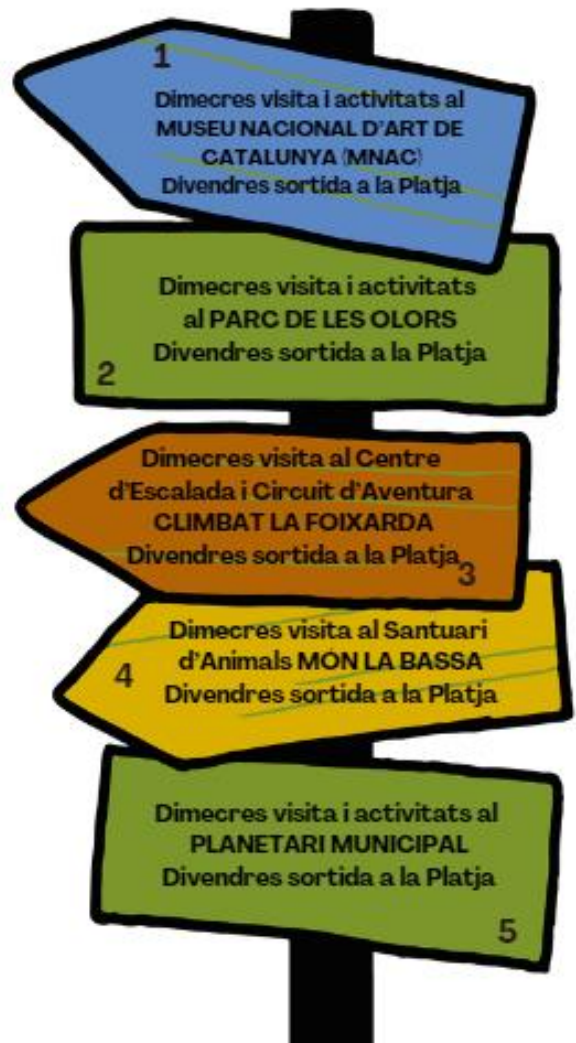 1
Dimecres visita i activitats al
MUSEU NACIONAL D'ART DE
CATALUNYA (MNAC)
Divendres sortida a la Platja
Dimecres visita i activitats
al PARC DE LES OLORS
Divendres sortida a la Platja
2
Dimecres visita al Centre
d'Escalada i Circuit d'Aventura
CLIMBAT LA FOIXARDA
Divendres sortida a la Platja
3
Dimecres visita al Santuari
d'Animals MÓN LA BASSA
4
Divendres sortida a la Platja
Dimecres visita i activitats al
PLANETARI MUNICIPAL
Divendres sortida a la Platja
5